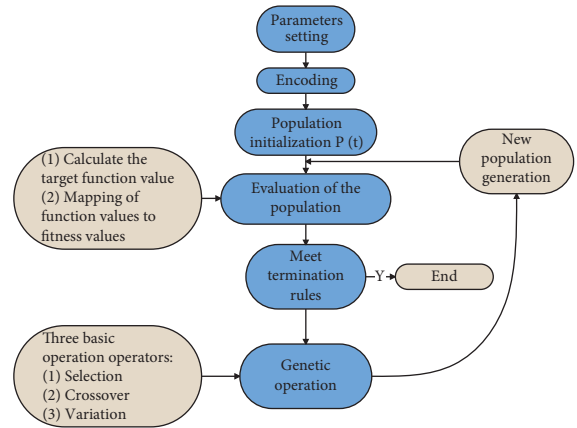 Parameters
setting
Encoding
Population
initialization P (t)
New
population
generation
(1) Calculate the
target function value
(2) Mapping of
function values to
fitness values
Evaluation of the
population
Meet
termination
rules
Y
End
Three basic
operation operators:
(1) Selection
(2) Crossover
(3) Variation
Genetic
operation